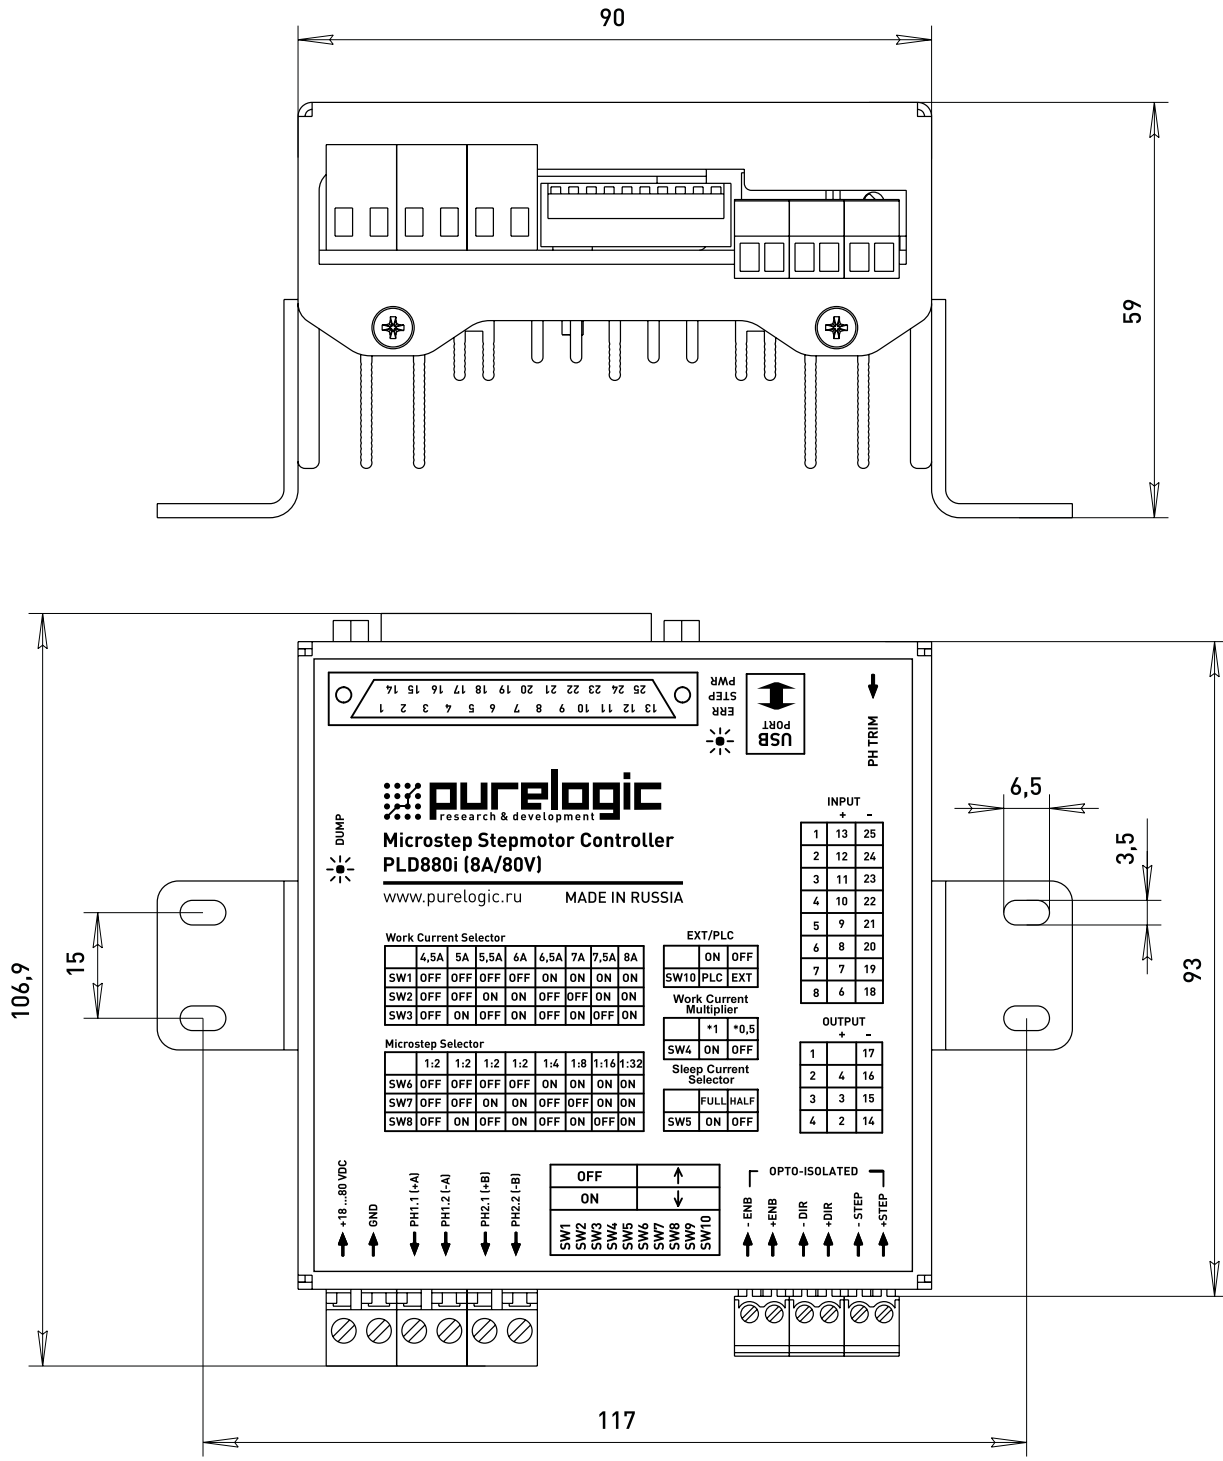 90
59
106,9
93
14 15 16 17 18 19 20 21 22 23 24 25
1 2 3 4 5 6 7 8 9 10 11 12 13
PWR
STEP
ERR
USB
PORT
PH TRIM
DUMP
purelogic
research & development
Microstep Stepmotor Controller
PLD880i (8A/80V)
www.purelogic.ru MADE IN RUSSIA
6,5
3,5
15
INPUT
+ -
1 13 25
2 12 24
3 11 23
4 10 22
5 9 21
6 8 20
7 7 19
8 6 18
OUTPUT
+ -
1 17
2 4 16
3 3 15
4 2 14
Work Current Selector
4,5A 5A 5,5A 6A 6,5A 7A 7,5A 8A
SW1 OFF OFF OFF OFF ON ON ON ON
SW2 OFF OFF ON ON OFF OFF ON ON
SW3 OFF ON OFF ON OFF ON OFF ON
Microstep Selector
1:2 1:2 1:2 1:2 1:4 1:8 1:16 1:32
SW6 OFF OFF OFF OFF ON ON ON ON
SW7 OFF OFF ON ON OFF OFF ON ON
SW8 OFF ON OFF ON OFF ON OFF ON
EXT/PLC
ON OFF
SW10 PLC EXT
Work Current
Multiplier
*1 *0,5
SW4 ON OFF
Sleep Current
Selector
FULL HALF
SW5 ON OFF
+18 ...80 VDC
GND
PH1.1 (+A)
PH1.2 (-A)
PH2.1 (+B)
PH2.2 (-B)
OFF ↑
ON ↓
SW1
SW2
SW3
SW4
SW5
SW6
SW7
SW8
SW9
SW10
OPTO-ISOLATED
- ENB
+ENB
- DIR
+DIR
- STEP
+STEP
117